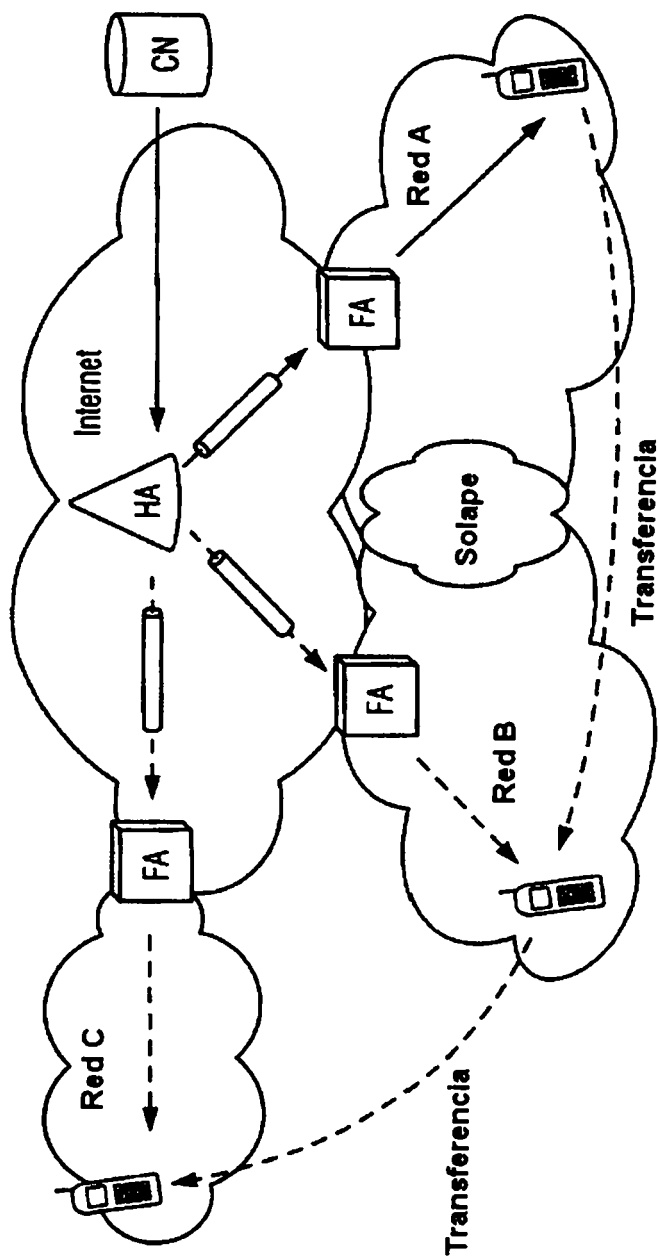 CN
Internet
HA
FA
Red A
FA
Solape
Red B
FA
Red C
Transferencia
Transferencia